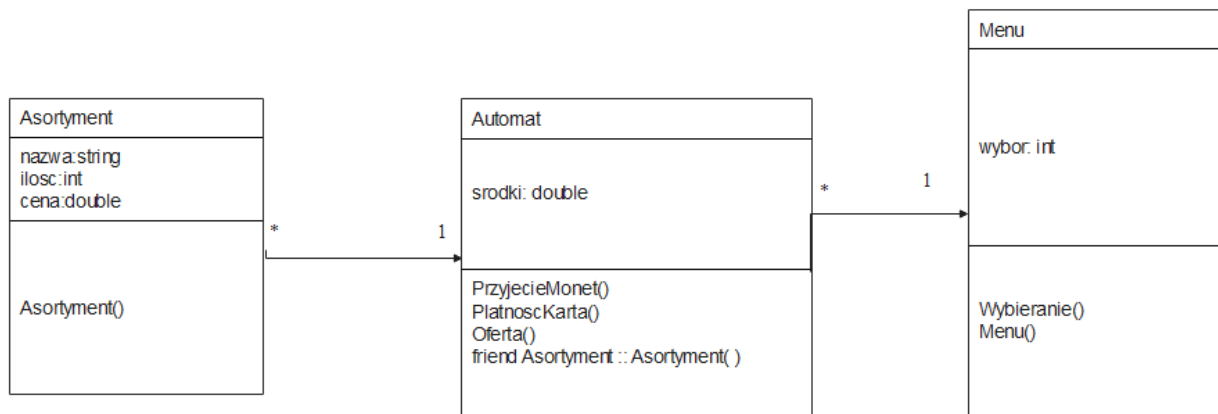 Asortyment
nazwa:string
ilosc:int
cena:double
Asortyment()
*
1
Automat
srodki: double
PrzyjecieMonet()
PlatnoscKarta()
Oferta()
friend Asortyment :: Asortyment( )
*
1
Menu
wybor: int
Wybieranie()
Menu()